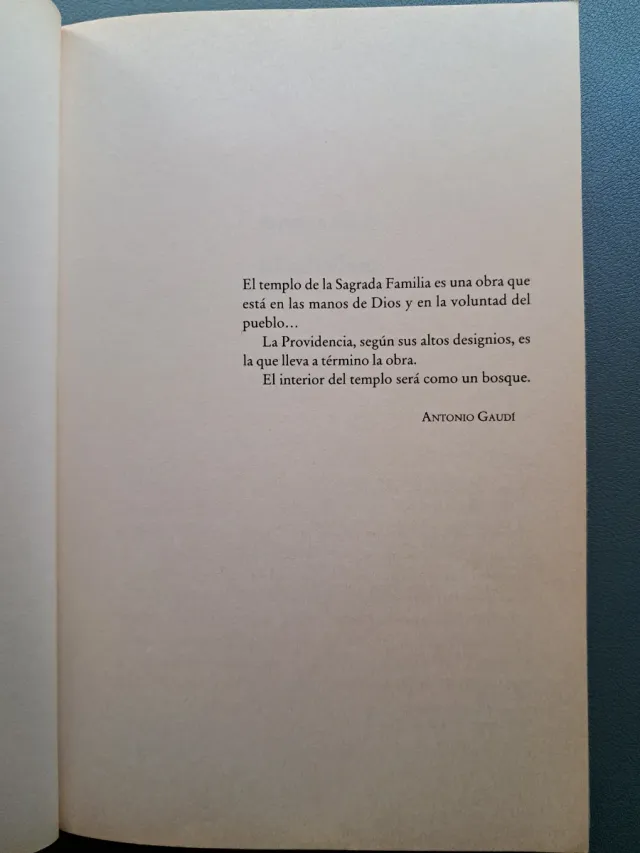 El templo de la Sagrada Familia es una obra que
está en las manos de Dios y en la voluntad del
pueblo…
La Providencia, según sus altos designios, es
la que lleva a término la obra.
El interior del templo será como un bosque.
ANTONIO GAUDÍ